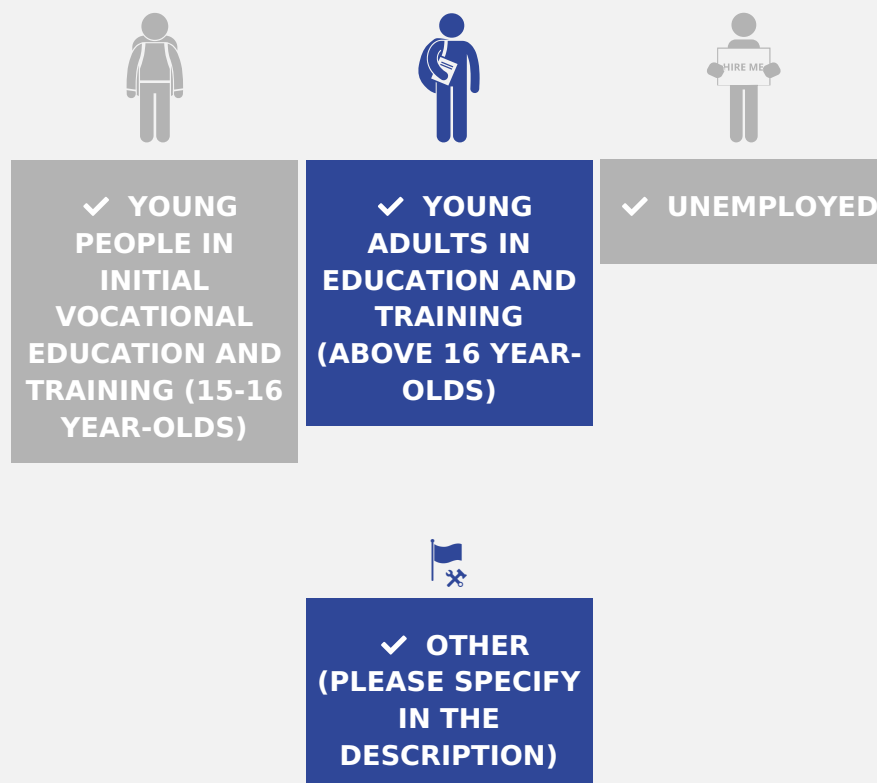 HIRE ME
✓ YOUNG
PEOPLE IN
INITIAL
VOCATIONAL
EDUCATION AND
TRAINING (15-16
YEAR-OLDS)
✓ YOUNG
ADULTS IN
EDUCATION AND
TRAINING
(ABOVE 16 YEAR-
OLDS)
✓ UNEMPLOYED
✓ OTHER
(PLEASE SPECIFY
IN THE
DESCRIPTION)